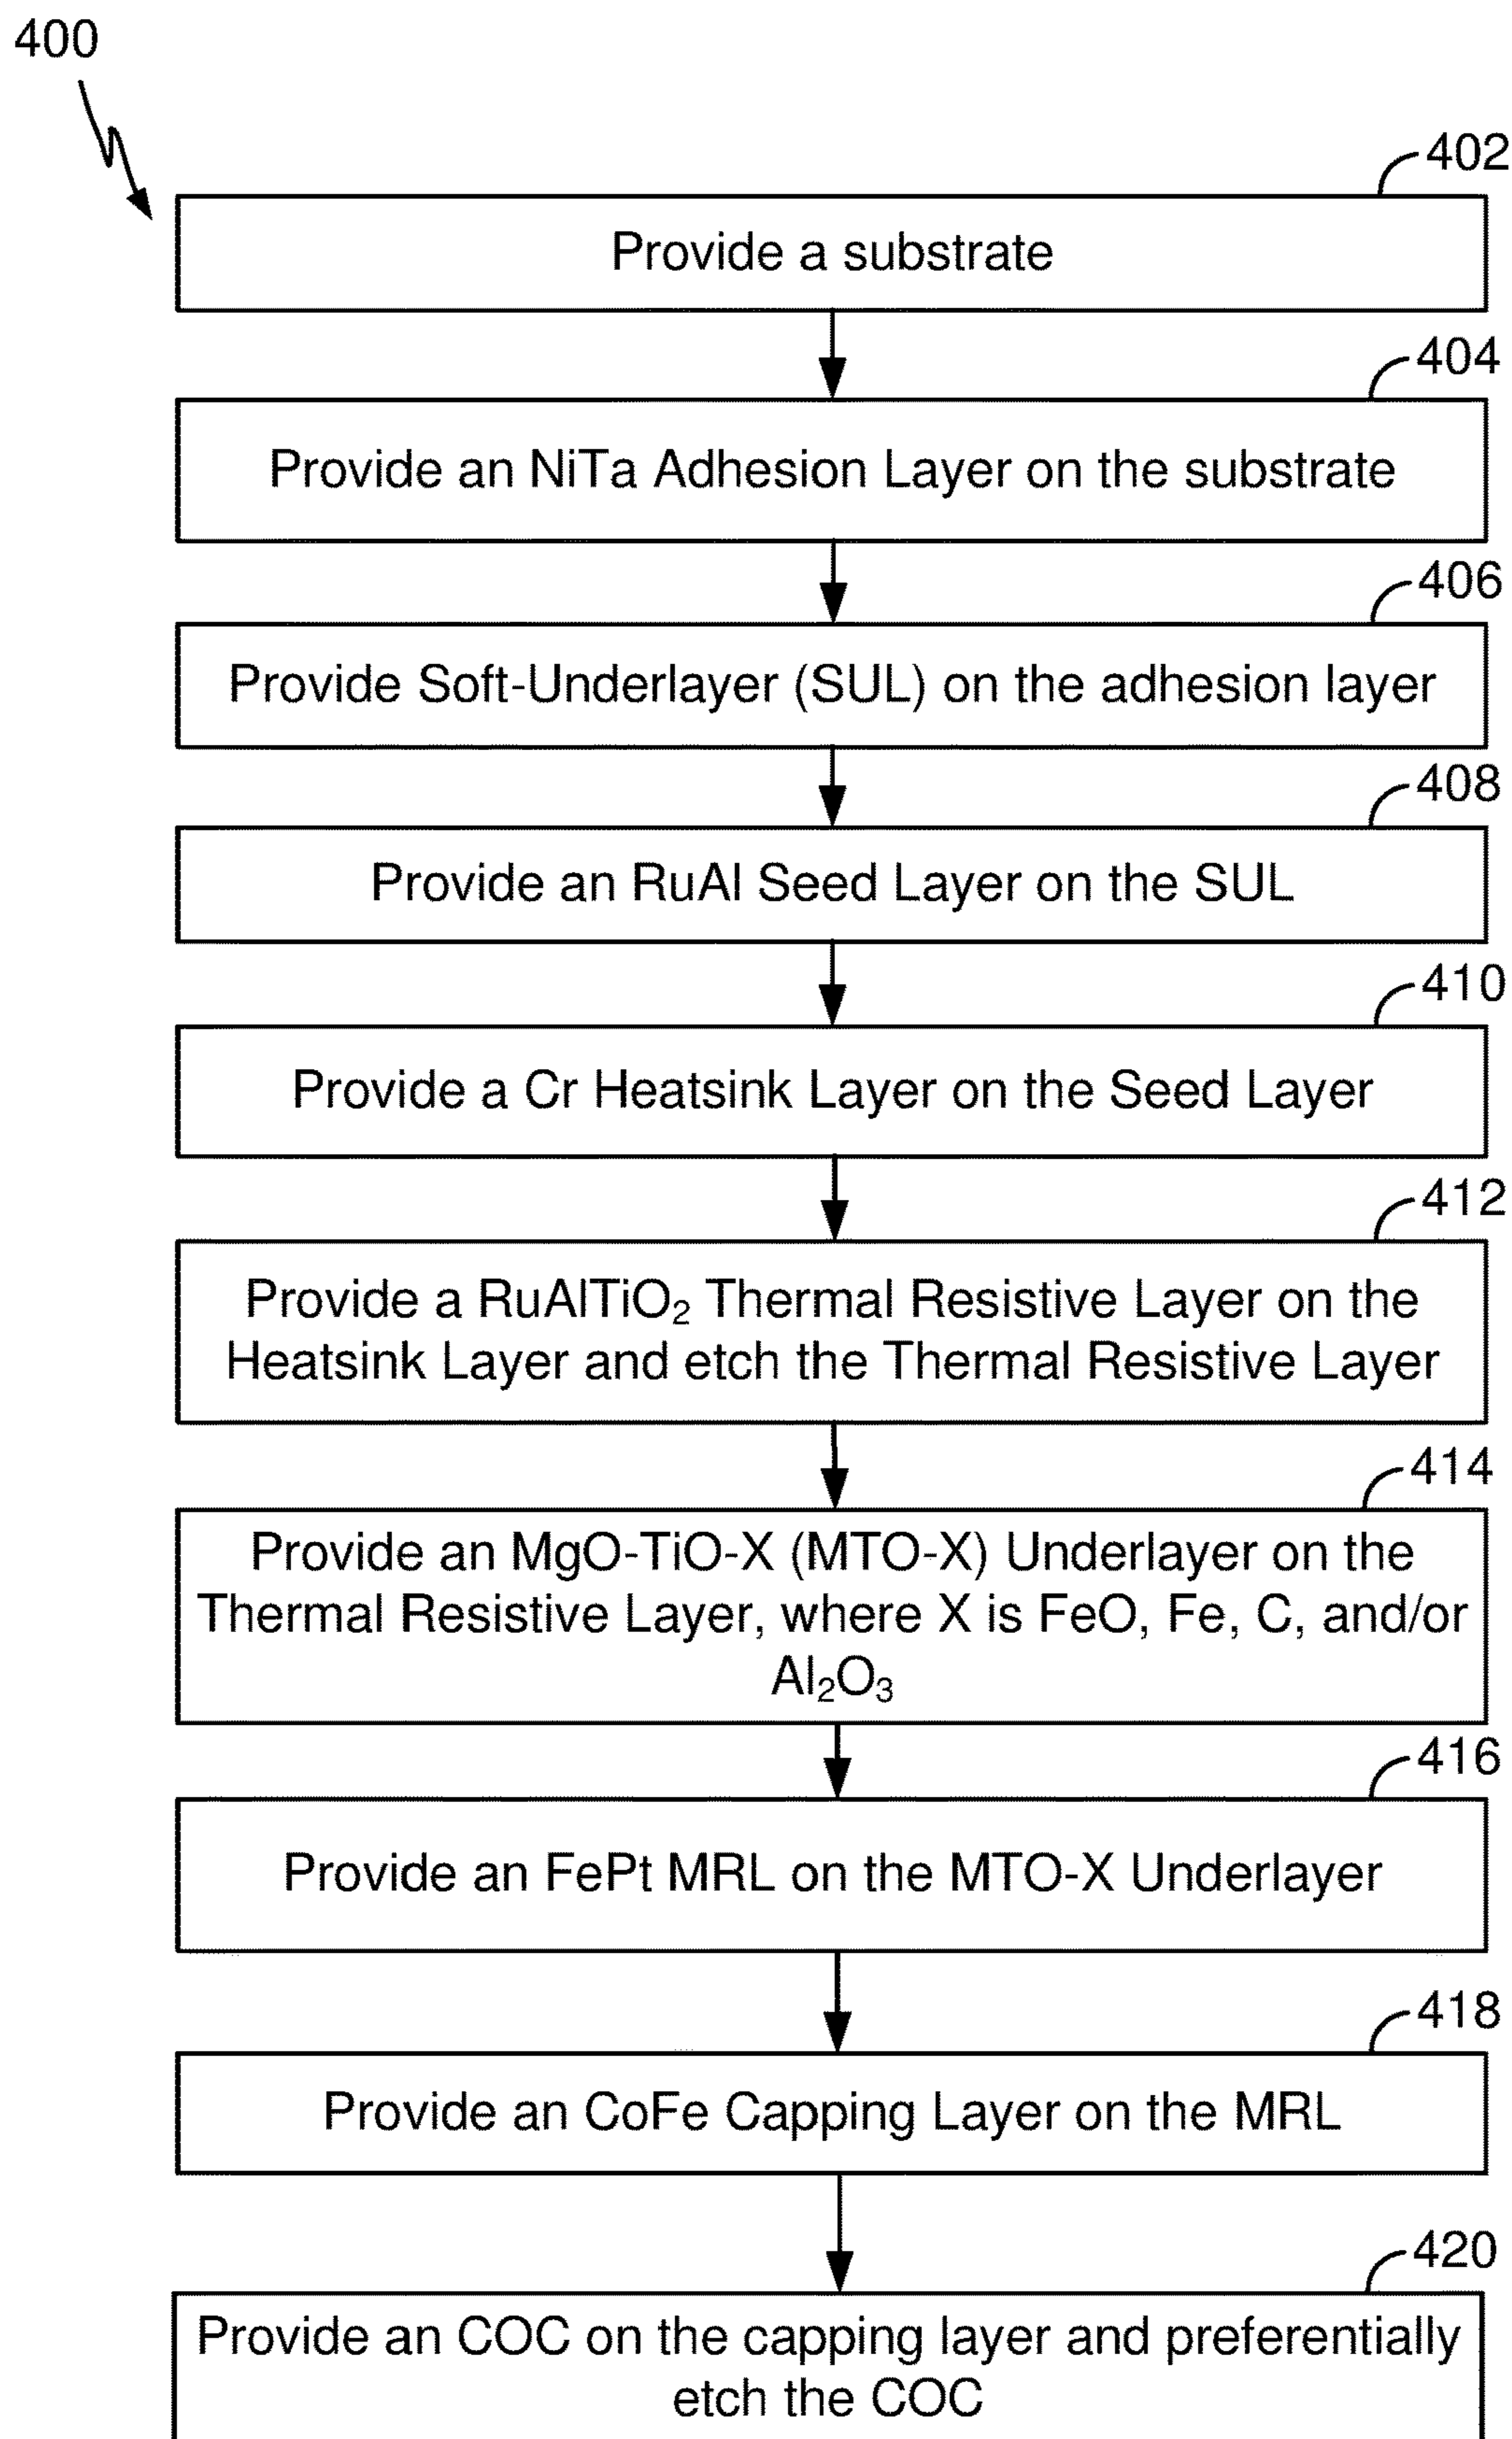 400
402
Provide a substrate
404
Provide an NiTa Adhesion Layer on the substrate
406
Provide Soft-Underlayer (SUL) on the adhesion layer
408
Provide an RuAl Seed Layer on the SUL
410
Provide a Cr Heatsink Layer on the Seed Layer
412
Provide a RuAlTiO₂ Thermal Resistive Layer on the
Heatsink Layer and etch the Thermal Resistive Layer
414
Provide an MgO-TiO-X (MTO-X) Underlayer on the
Thermal Resistive Layer, where X is FeO, Fe, C, and/or
Al₂O₃
416
Provide an FePt MRL on the MTO-X Underlayer
418
Provide an CoFe Capping Layer on the MRL
420
Provide an COC on the capping layer and preferentially
etch the COC